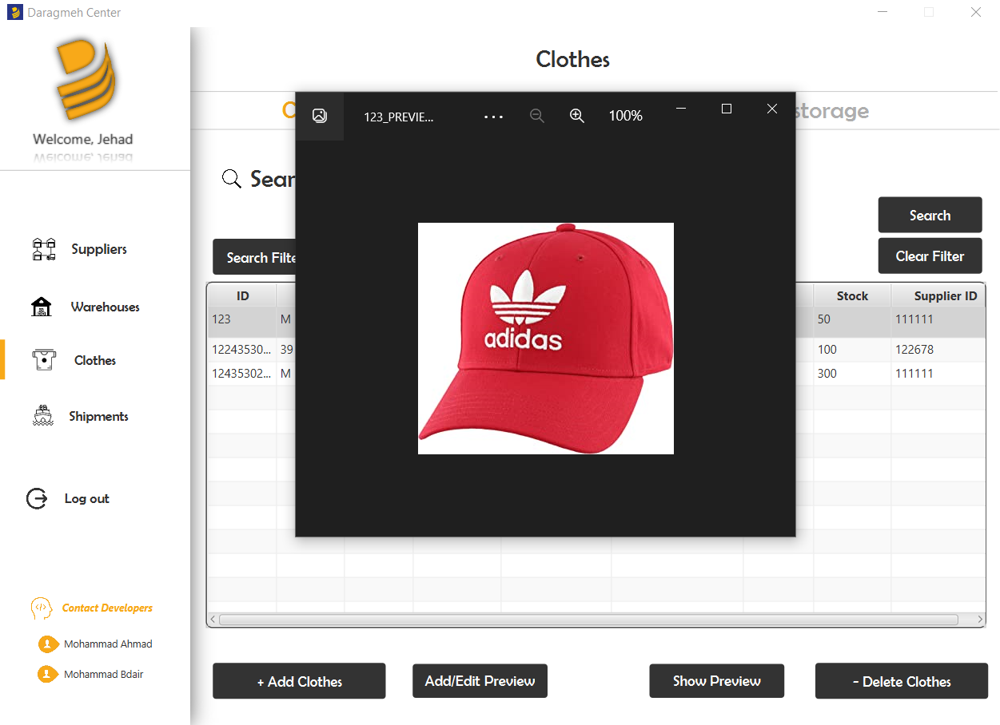 Daragmeh Center
Welcome, Jehad
Suppliers
Warehouses
Clothes
Shipments
Log out
Contact Developers
Mohammad Ahmad
Mohammad Bdair
Clothes
storage
Sear
Search
Search Filte
Clear Filter
ID Stock Supplier ID
123 M 50 111111
12243530... 39 100 122678
12435302... M 300 111111
123_PREVIE... ... 100%
adidas
+ Add Clothes Add/Edit Preview Show Preview - Delete Clothes